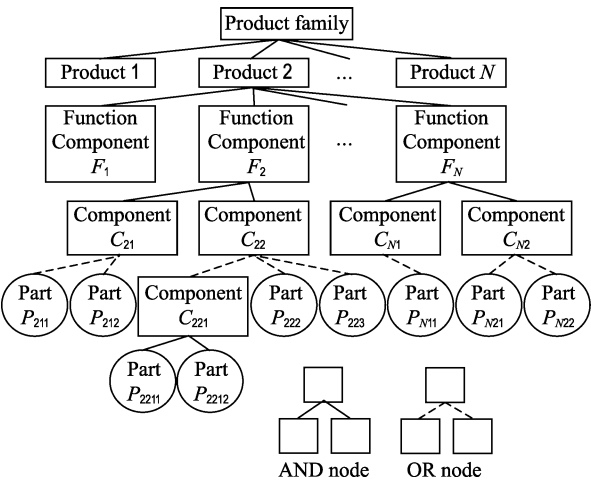 Product family
Product 1
Product 2
...
Product N
Function
Component
F1
Function
Component
F2
...
Function
Component
FN
Component
C21
Component
C22
Component
CN1
Component
CN2
Part
P211
Part
P212
Component
C221
Part
P222
Part
P223
Part
PN11
Part
PN21
Part
PN22
Part
P2211
Part
P2212
AND node
OR node